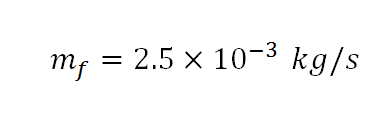 m_f = 2.5 × 10⁻³ kg/s